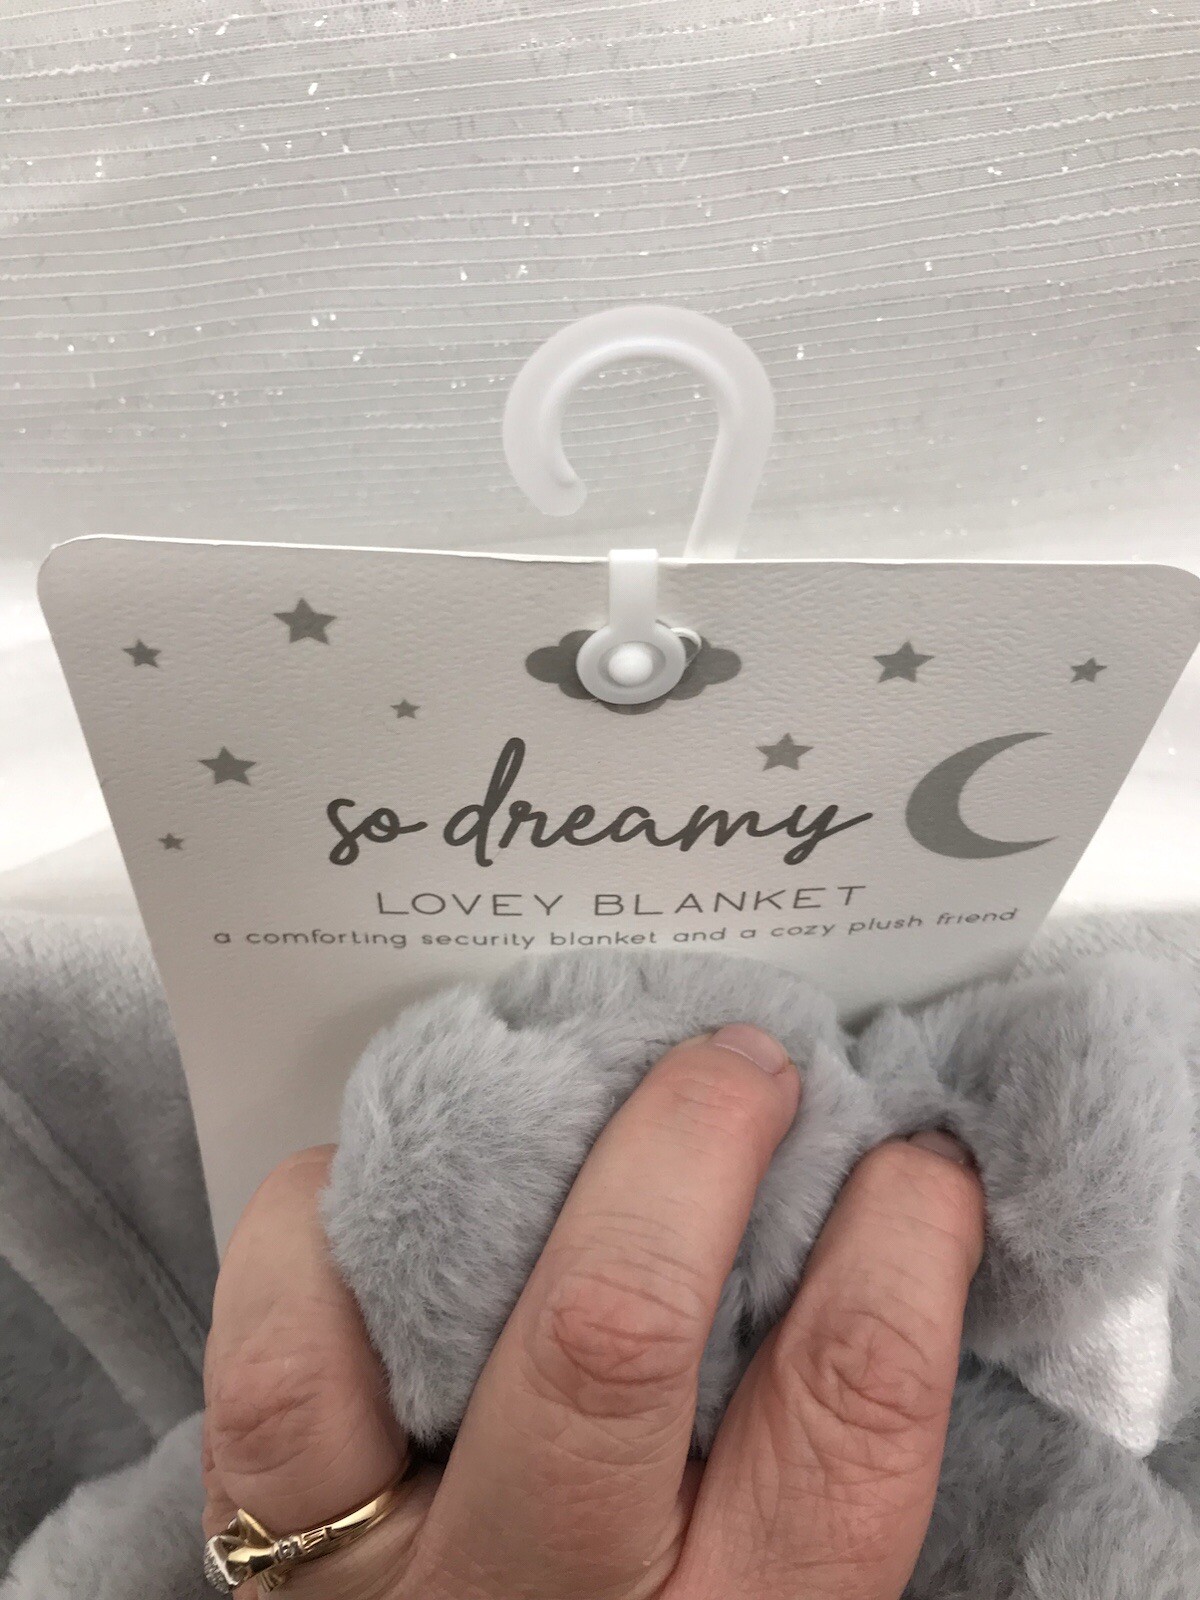 so dreamy
LOVEY BLANKET
a comforting security blanket and a cozy plush friend